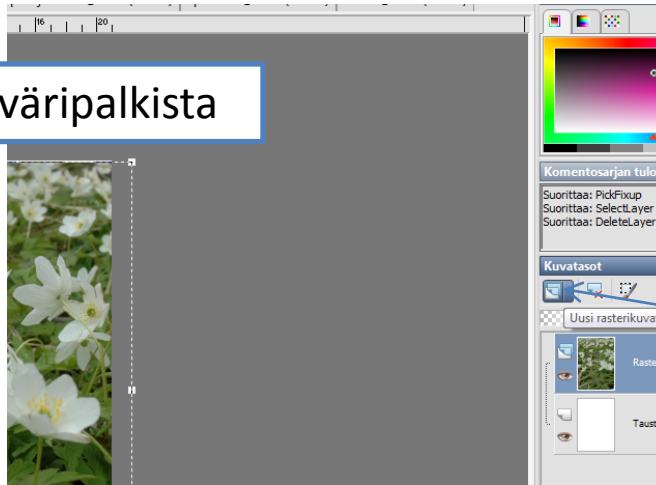 16
20
väripalkista
Komentosarjan tulo
Suorittaa: PickFixup
Suorittaa: SelectLayer
Suorittaa: DeleteLayer
Kuvatasot
Uusi rasterikuva
Raste
Taust